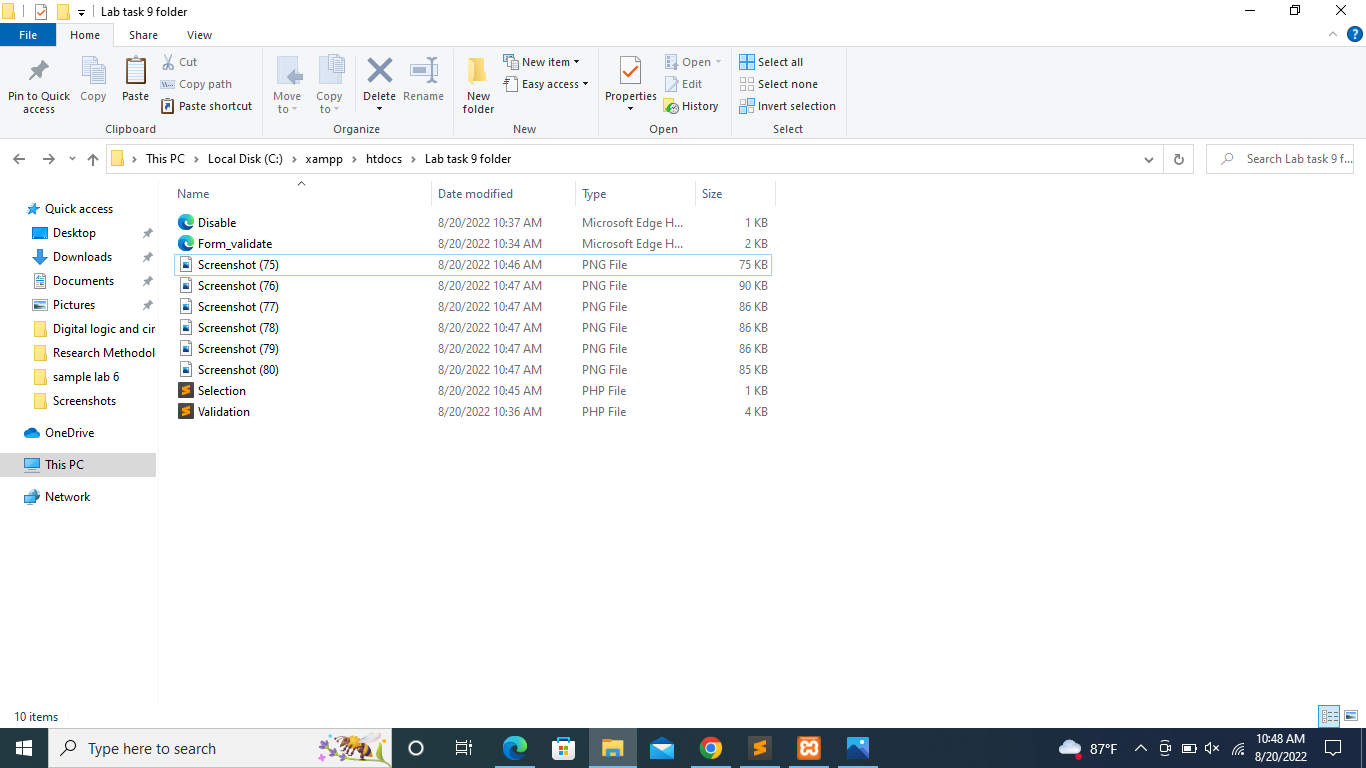 Lab task 9 folder
File Home Share View
Pin to Quick access
Copy
Paste
Cut
Copy path
Paste shortcut
Clipboard
Move to
Copy to
Delete
Rename
Organize
New folder
New item
Easy access
New
Properties
Open
Edit
History
Open
Select all
Select none
Invert selection
Select
This PC > Local Disk (C:) > xampp > htdocs > Lab task 9 folder
Search Lab task 9 f...
Quick access
Desktop
Downloads
Documents
Pictures
Digital logic and cir
Research Methodol
sample lab 6
Screenshots
OneDrive
This PC
Network
Name Date modified Type Size
Disable 8/20/2022 10:37 AM Microsoft Edge H... 1 KB
Form_validate 8/20/2022 10:34 AM Microsoft Edge H... 2 KB
Screenshot (75) 8/20/2022 10:46 AM PNG File 75 KB
Screenshot (76) 8/20/2022 10:47 AM PNG File 90 KB
Screenshot (77) 8/20/2022 10:47 AM PNG File 86 KB
Screenshot (78) 8/20/2022 10:47 AM PNG File 86 KB
Screenshot (79) 8/20/2022 10:47 AM PNG File 86 KB
Screenshot (80) 8/20/2022 10:47 AM PNG File 85 KB
Selection 8/20/2022 10:45 AM PHP File 1 KB
Validation 8/20/2022 10:36 AM PHP File 4 KB
10 items
Type here to search
87°F
10:48 AM
8/20/2022